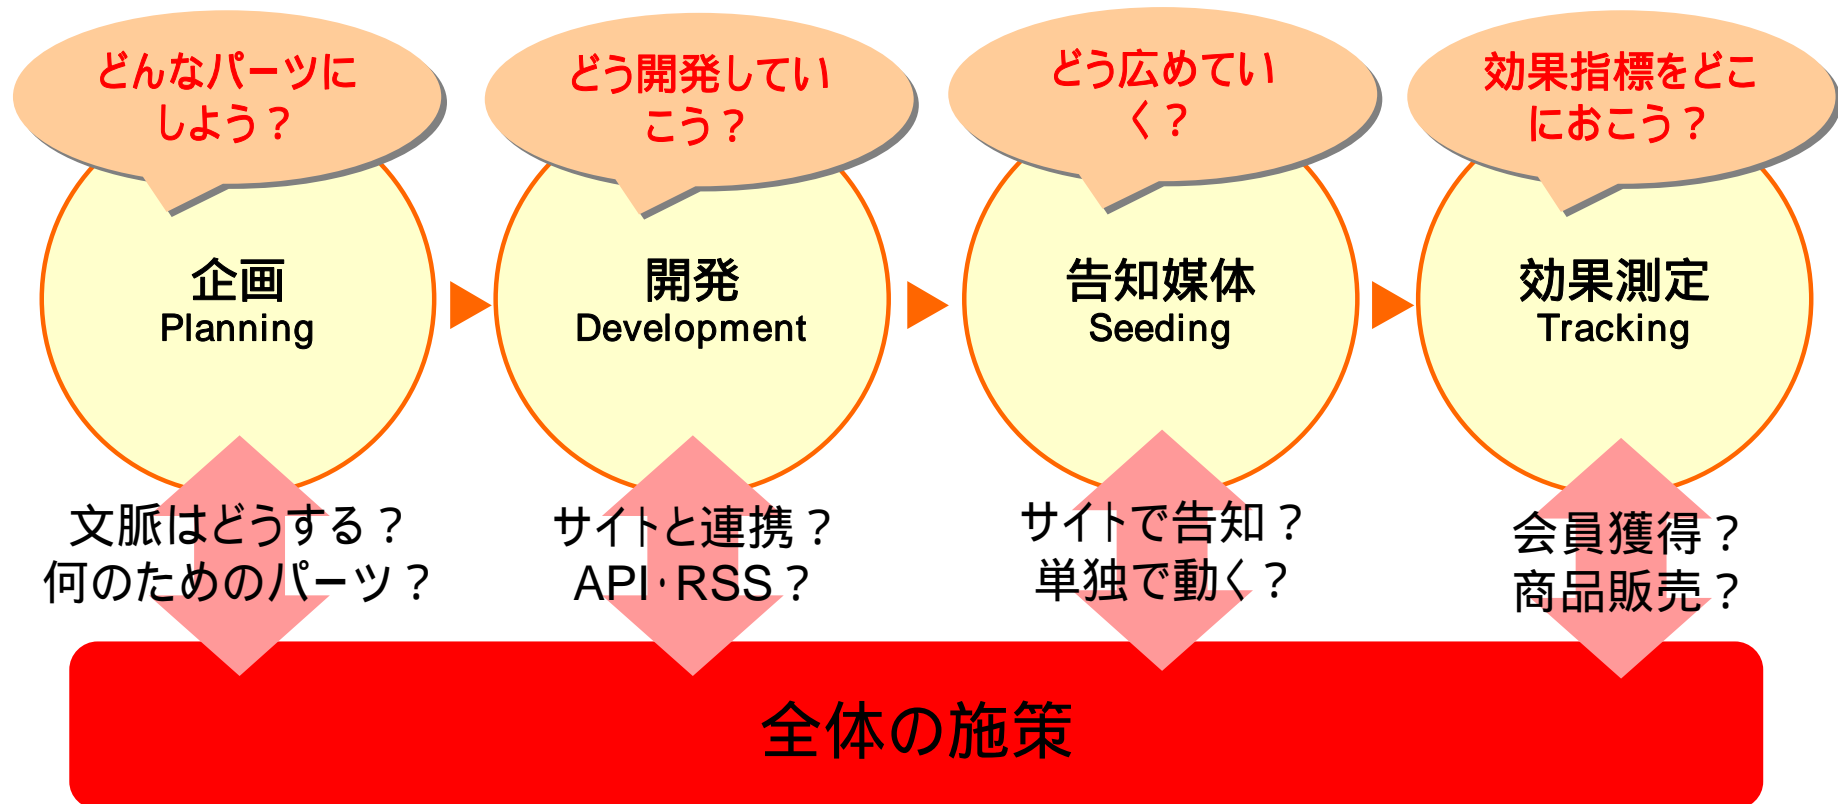 どんなパーツに
しよう？
どう開発してい
こう？
どう広めてい
く？
効果指標をどこ
におこう？
企画
Planning
開発
Development
告知媒体
Seeding
効果測定
Tracking
文脈はどうする？
何のためのパーツ？
サイトと連携？
API・RSS？
サイトで告知？
単独で動く？
会員獲得？
商品販売？
全体の施策